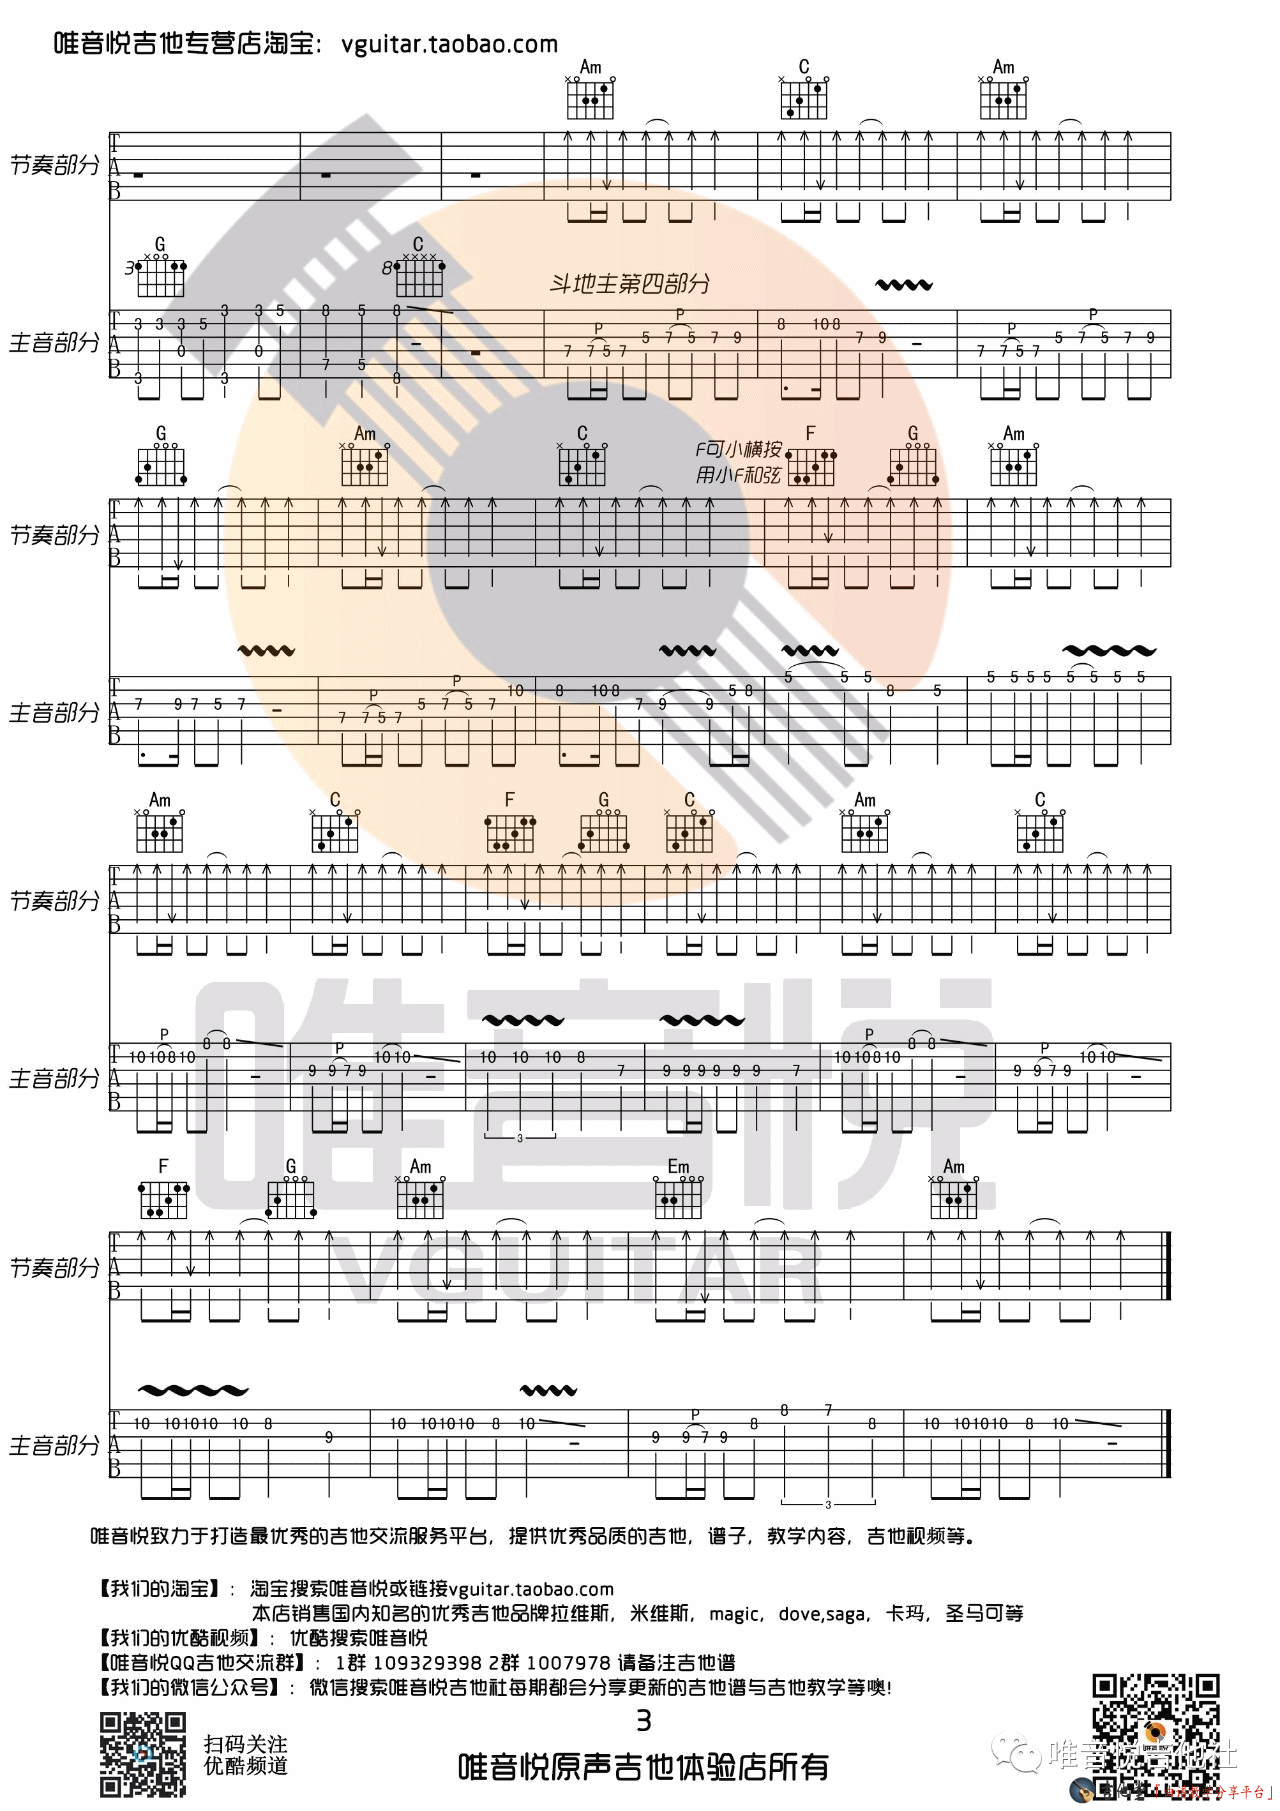 唯音悦吉他专营店淘宝：vguitar.taobao.com
Am C Am
节奏部分
G C
3 8
斗地主第四部分
主音部分
G Am C F G Am
F可小横按
用小F和弦
节奏部分
主音部分
Am C F G C Am C
节奏部分
主音部分
F G Am Em Am
节奏部分
主音部分
唯音悦
VGUITAR
唯音悦致力于打造最优秀的吉他交流服务平台，提供优秀品质的吉他，谱子，教学内容，吉他视频等。
【我们的淘宝】：淘宝搜索唯音悦或链接vguitar.taobao.com
本店销售国内知名的优秀吉他品牌拉维斯，米维斯，magic，dove,saga，卡玛，圣马可等
【我们的优酷视频】：优酷搜索唯音悦
【唯音悦QQ吉他交流群】：1群 109329398 2群 1007978 请备注吉他谱
【我们的微信公众号】：微信搜索唯音悦吉他社每期都会分享更新的吉他谱与吉他教学等噢!
扫码关注
优酷频道
3
唯音悦原声吉他体验店所有
唯音悦吉他社